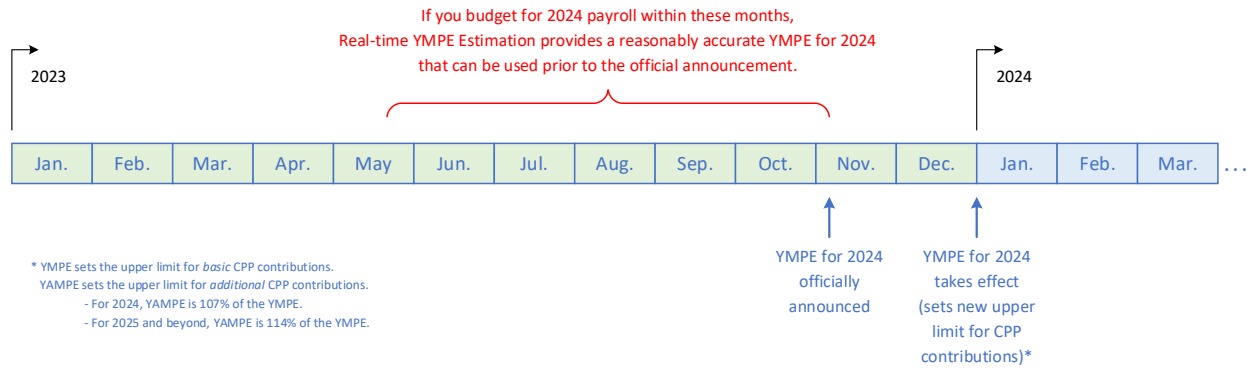 If you budget for 2024 payroll within these months,
Real-time YMPE Estimation provides a reasonably accurate YMPE for 2024
that can be used prior to the official announcement.
2023
2024
Jan. Feb. Mar. Apr. May Jun. Jul. Aug. Sep. Oct. Nov. Dec. Jan. Feb. Mar. ...
YMPE for 2024
officially
announced
YMPE for 2024
takes effect
(sets new upper
limit for CPP
contributions)*
* YMPE sets the upper limit for basic CPP contributions.
YAMPE sets the upper limit for additional CPP contributions.
- For 2024, YAMPE is 107% of the YMPE.
- For 2025 and beyond, YAMPE is 114% of the YMPE.